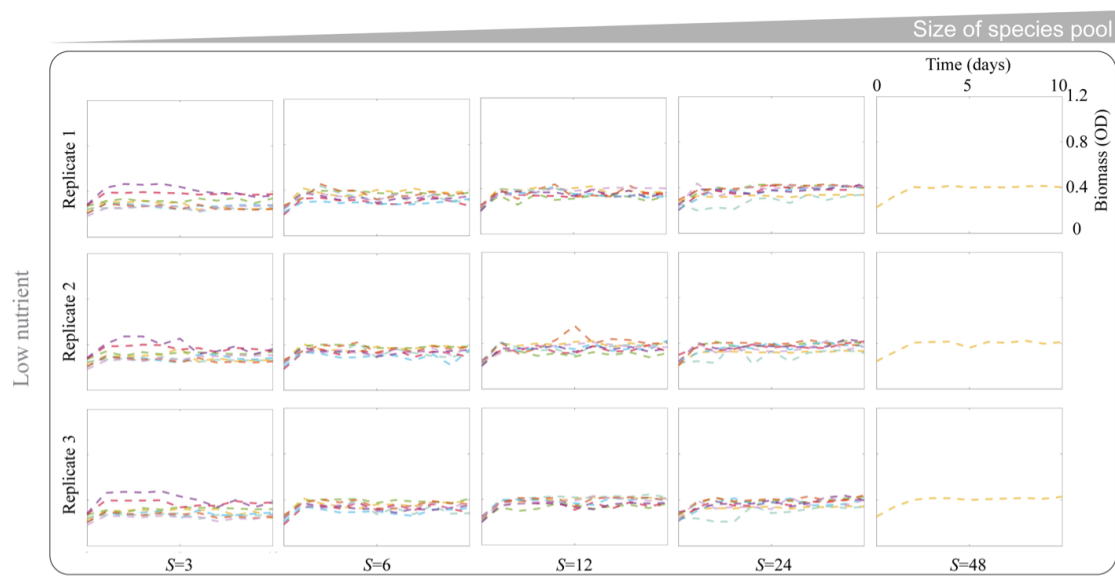 Size of species pool
Time (days)
0 5 10
1.2
0.8
0.4
0
Biomass (OD)
Low nutrient
Replicate 1
Replicate 2
Replicate 3
S=3 S=6 S=12 S=24 S=48